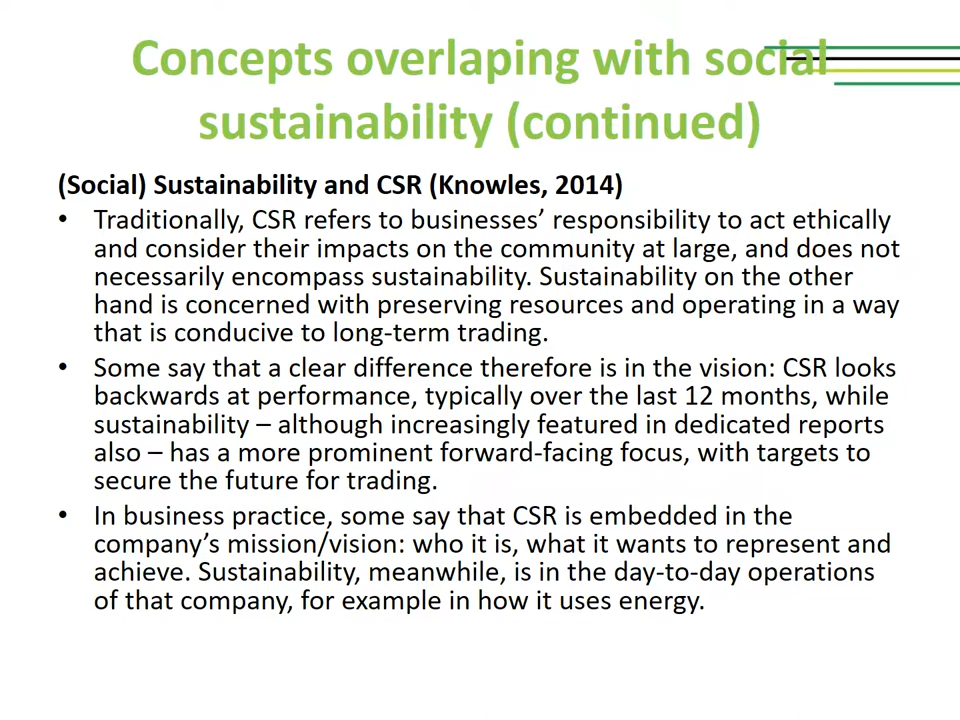 Concepts overlaping with social
sustainability (continued)
(Social) Sustainability and CSR (Knowles, 2014)
• Traditionally, CSR refers to businesses’ responsibility to act ethically
and consider their impacts on the community at large, and does not
necessarily encompass sustainability. Sustainability on the other
hand is concerned with preserving resources and operating in a way
that is conducive to long-term trading.
• Some say that a clear difference therefore is in the vision: CSR looks
backwards at performance, typically over the last 12 months, while
sustainability – although increasingly featured in dedicated reports
also – has a more prominent forward-facing focus, with targets to
secure the future for trading.
• In business practice, some say that CSR is embedded in the
company’s mission/vision: who it is, what it wants to represent and
achieve. Sustainability, meanwhile, is in the day-to-day operations
of that company, for example in how it uses energy.